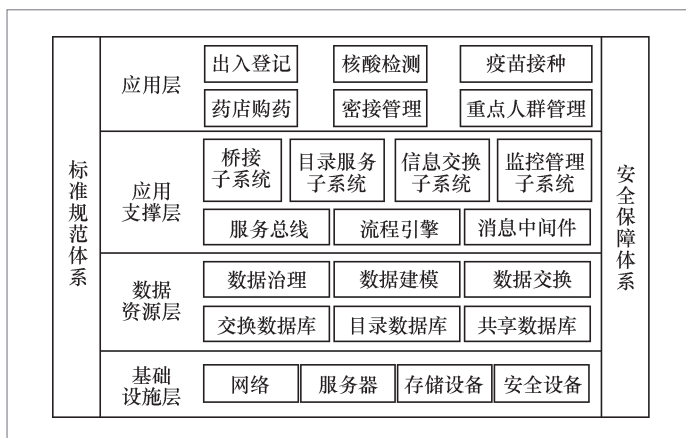 标准规范体系
应用层
出入登记
核酸检测
疫苗接种
药店购药
密接管理
重点人群管理
应用
支撑层
桥接
子系统
目录服务
子系统
信息交换
子系统
监控管理
子系统
服务总线
流程引擎
消息中间件
数据
资源层
数据治理
数据建模
数据交换
交换数据库
目录数据库
共享数据库
基础
设施层
网络
服务器
存储设备
安全设备
安全保障体系